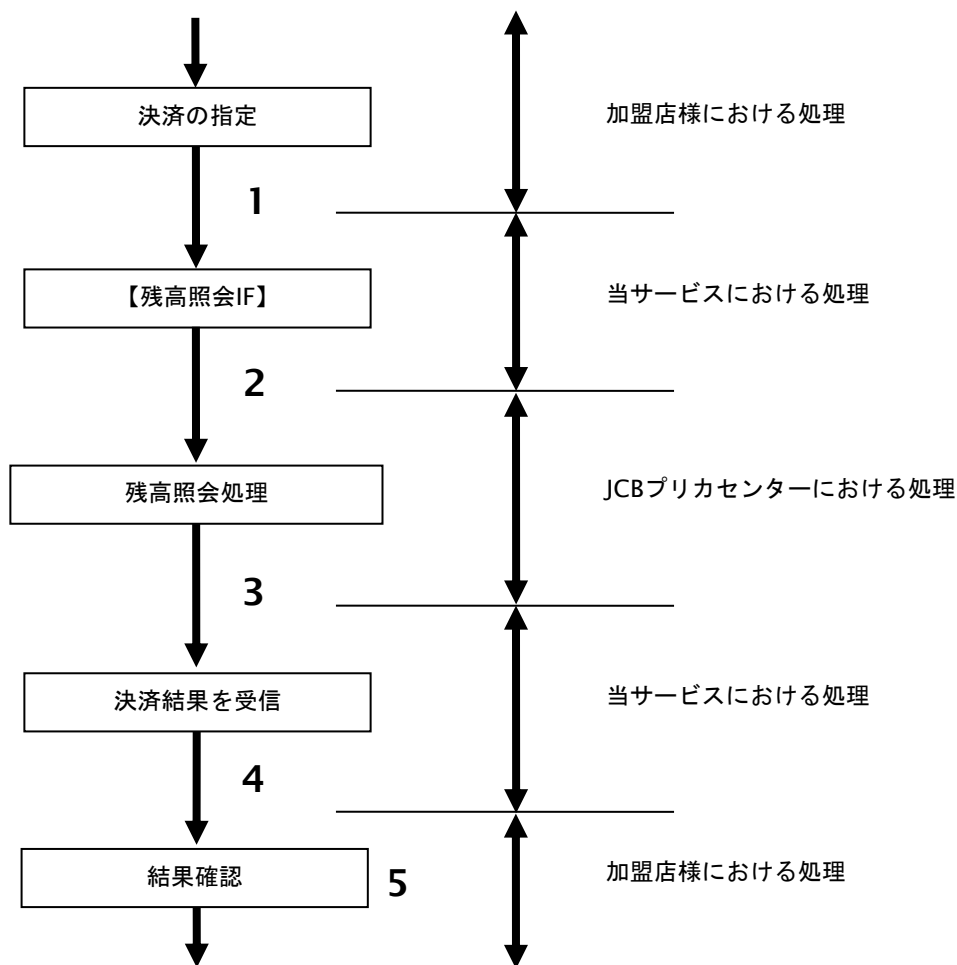 決済の指定
加盟店様における処理
1
【残高照会IF】
当サービスにおける処理
2
残高照会処理
JCBプリカセンターにおける処理
3
決済結果を受信
当サービスにおける処理
4
結果確認
5
加盟店様における処理